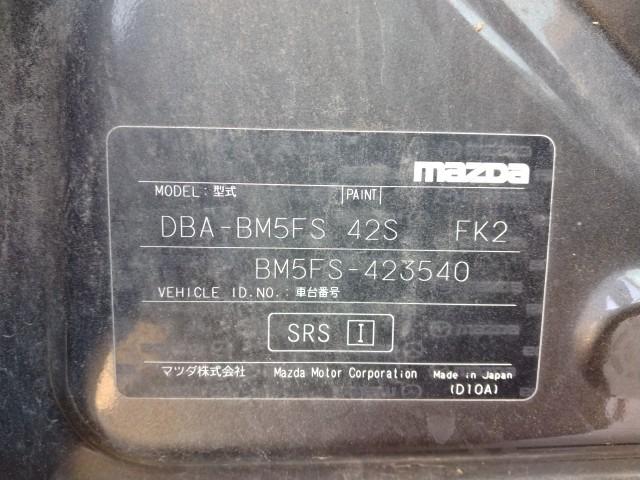 mazda
MODEL : 型式 PAINT
DBA-BM5FS 42S FK2
BM5FS-423540
VEHICLE ID.NO. : 車台番号
SRS I
マツダ株式会社 Mazda Motor Corporation Made in Japan
(D10A)